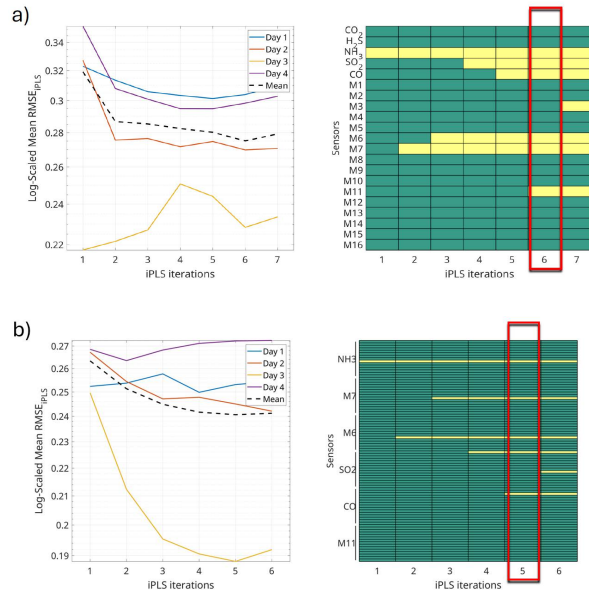 a)
Log-Scaled Mean RMSE iPLS
0.34
0.32
0.3
0.28
0.26
0.24
0.22
Day 1
Day 2
Day 3
Day 4
Mean
1 2 3 4 5 6 7
iPLS iterations
Sensors
CO2
H2S
NH3
SO2
CO
M1
M2
M3
M4
M5
M6
M7
M8
M9
M10
M11
M12
M13
M14
M15
M16
1 2 3 4 5 6 7
iPLS iterations
b)
Log-Scaled Mean RMSE iPLS
0.27
0.26
0.25
0.24
0.23
0.22
0.21
0.2
0.19
Day 1
Day 2
Day 3
Day 4
Mean
1 2 3 4 5 6
iPLS iterations
Sensors
NH3
M7
M6
SO2
CO
M11
1 2 3 4 5 6
iPLS iterations